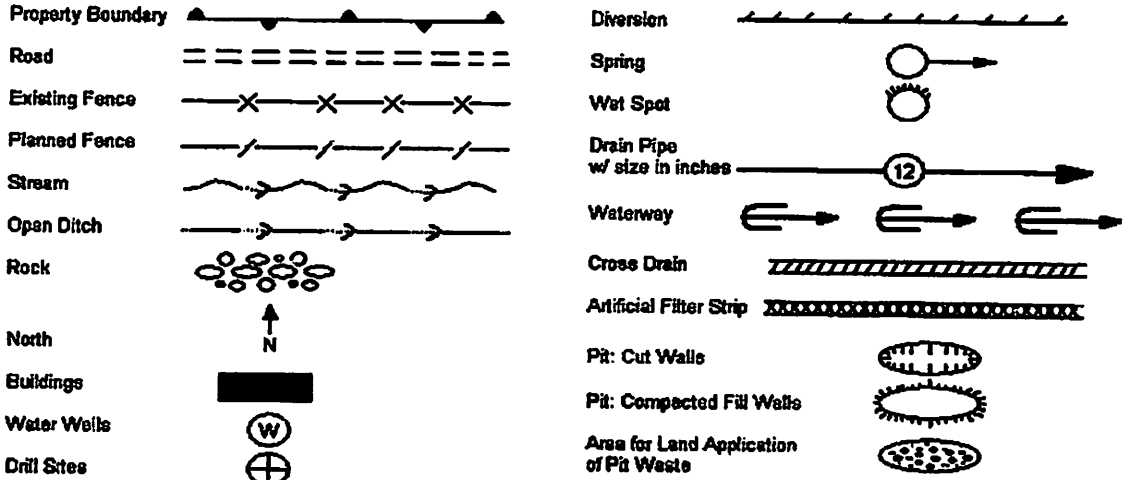 Property Boundary
Road
Existing Fence
Planned Fence
Stream
Open Ditch
Rock
North
N
Buildings
Water Wells
W
Drill Sites
Diversion
Spring
Wet Spot
Drain Pipe
w/ size in inches
12
Waterway
Cross Drain
Artificial Filter Strip
Pit: Cut Walls
Pit: Compacted Fill Walls
Area for Land Application
of Pit Waste